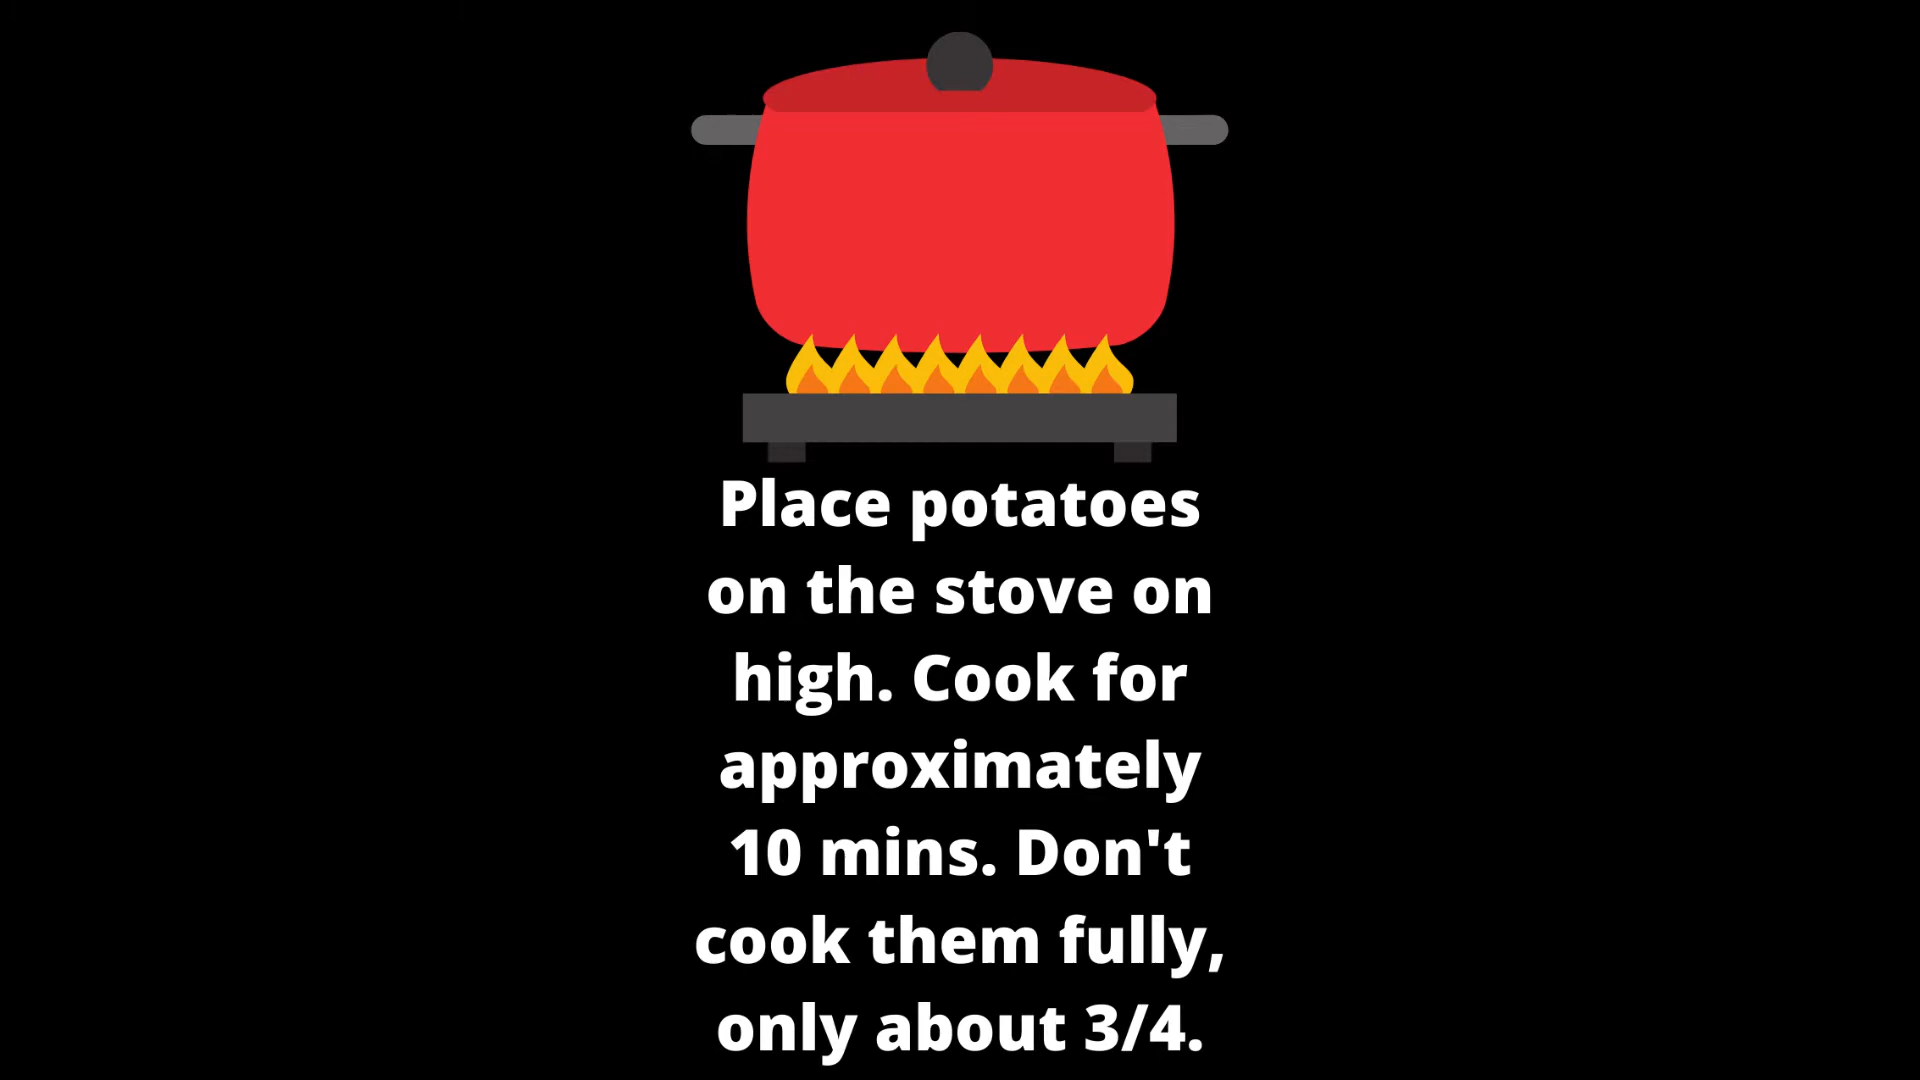 Place potatoes
on the stove on
high. Cook for
approximately
10 mins. Don't
cook them fully,
only about 3/4.